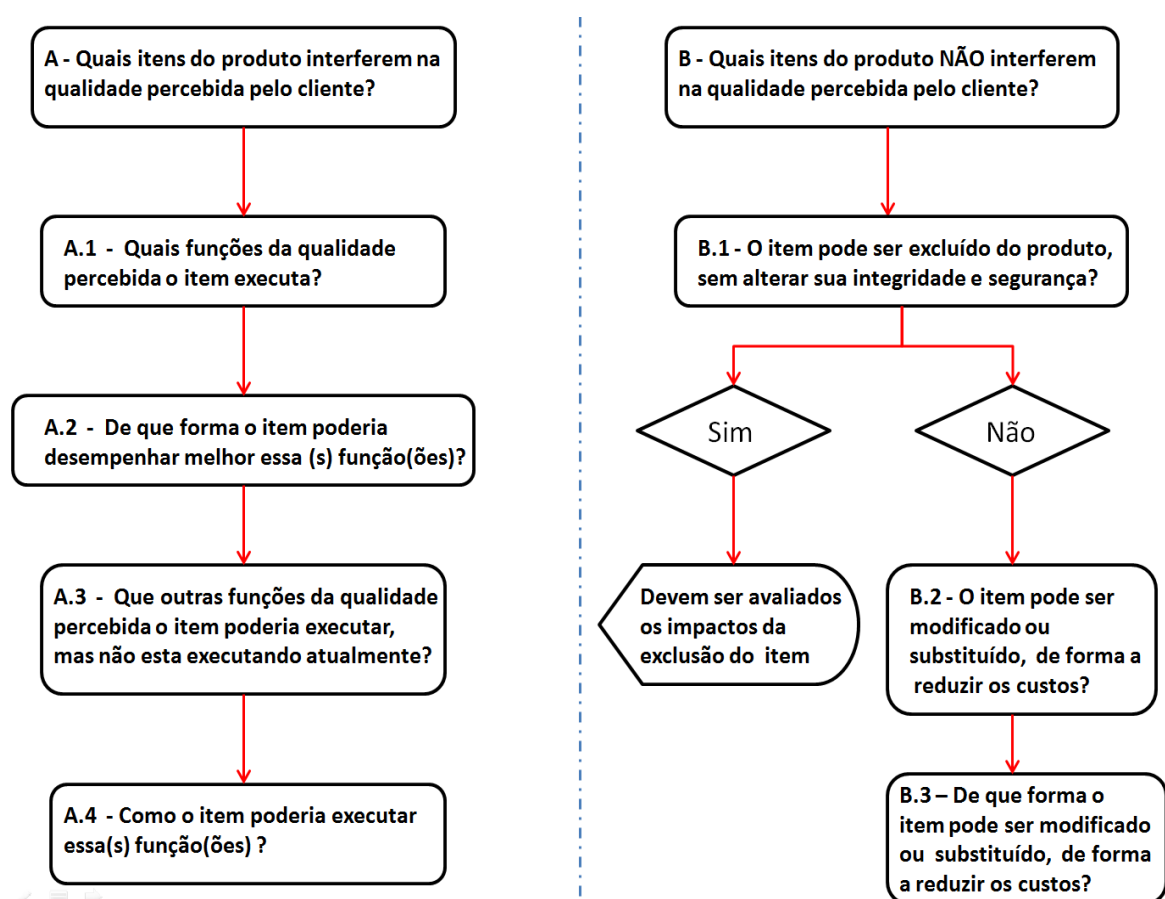 A - Quais itens do produto interferem na
qualidade percebida pelo cliente?
A.1 - Quais funções da qualidade
percebida o item executa?
A.2 - De que forma o item poderia
desempenhar melhor essa (s) função(ões)?
A.3 - Que outras funções da qualidade
percebida o item poderia executar,
mas não esta executando atualmente?
A.4 - Como o item poderia executar
essa(s) função(ões) ?
B - Quais itens do produto NÃO interferem
na qualidade percebida pelo cliente?
B.1 - O item pode ser excluído do produto,
sem alterar sua integridade e segurança?
Sim
Não
Devem ser avaliados
os impactos da
exclusão do item
B.2 - O item pode ser
modificado ou
substituído, de forma a
reduzir os custos?
B.3 – De que forma o
item pode ser modificado
ou substituído, de forma
a reduzir os custos?